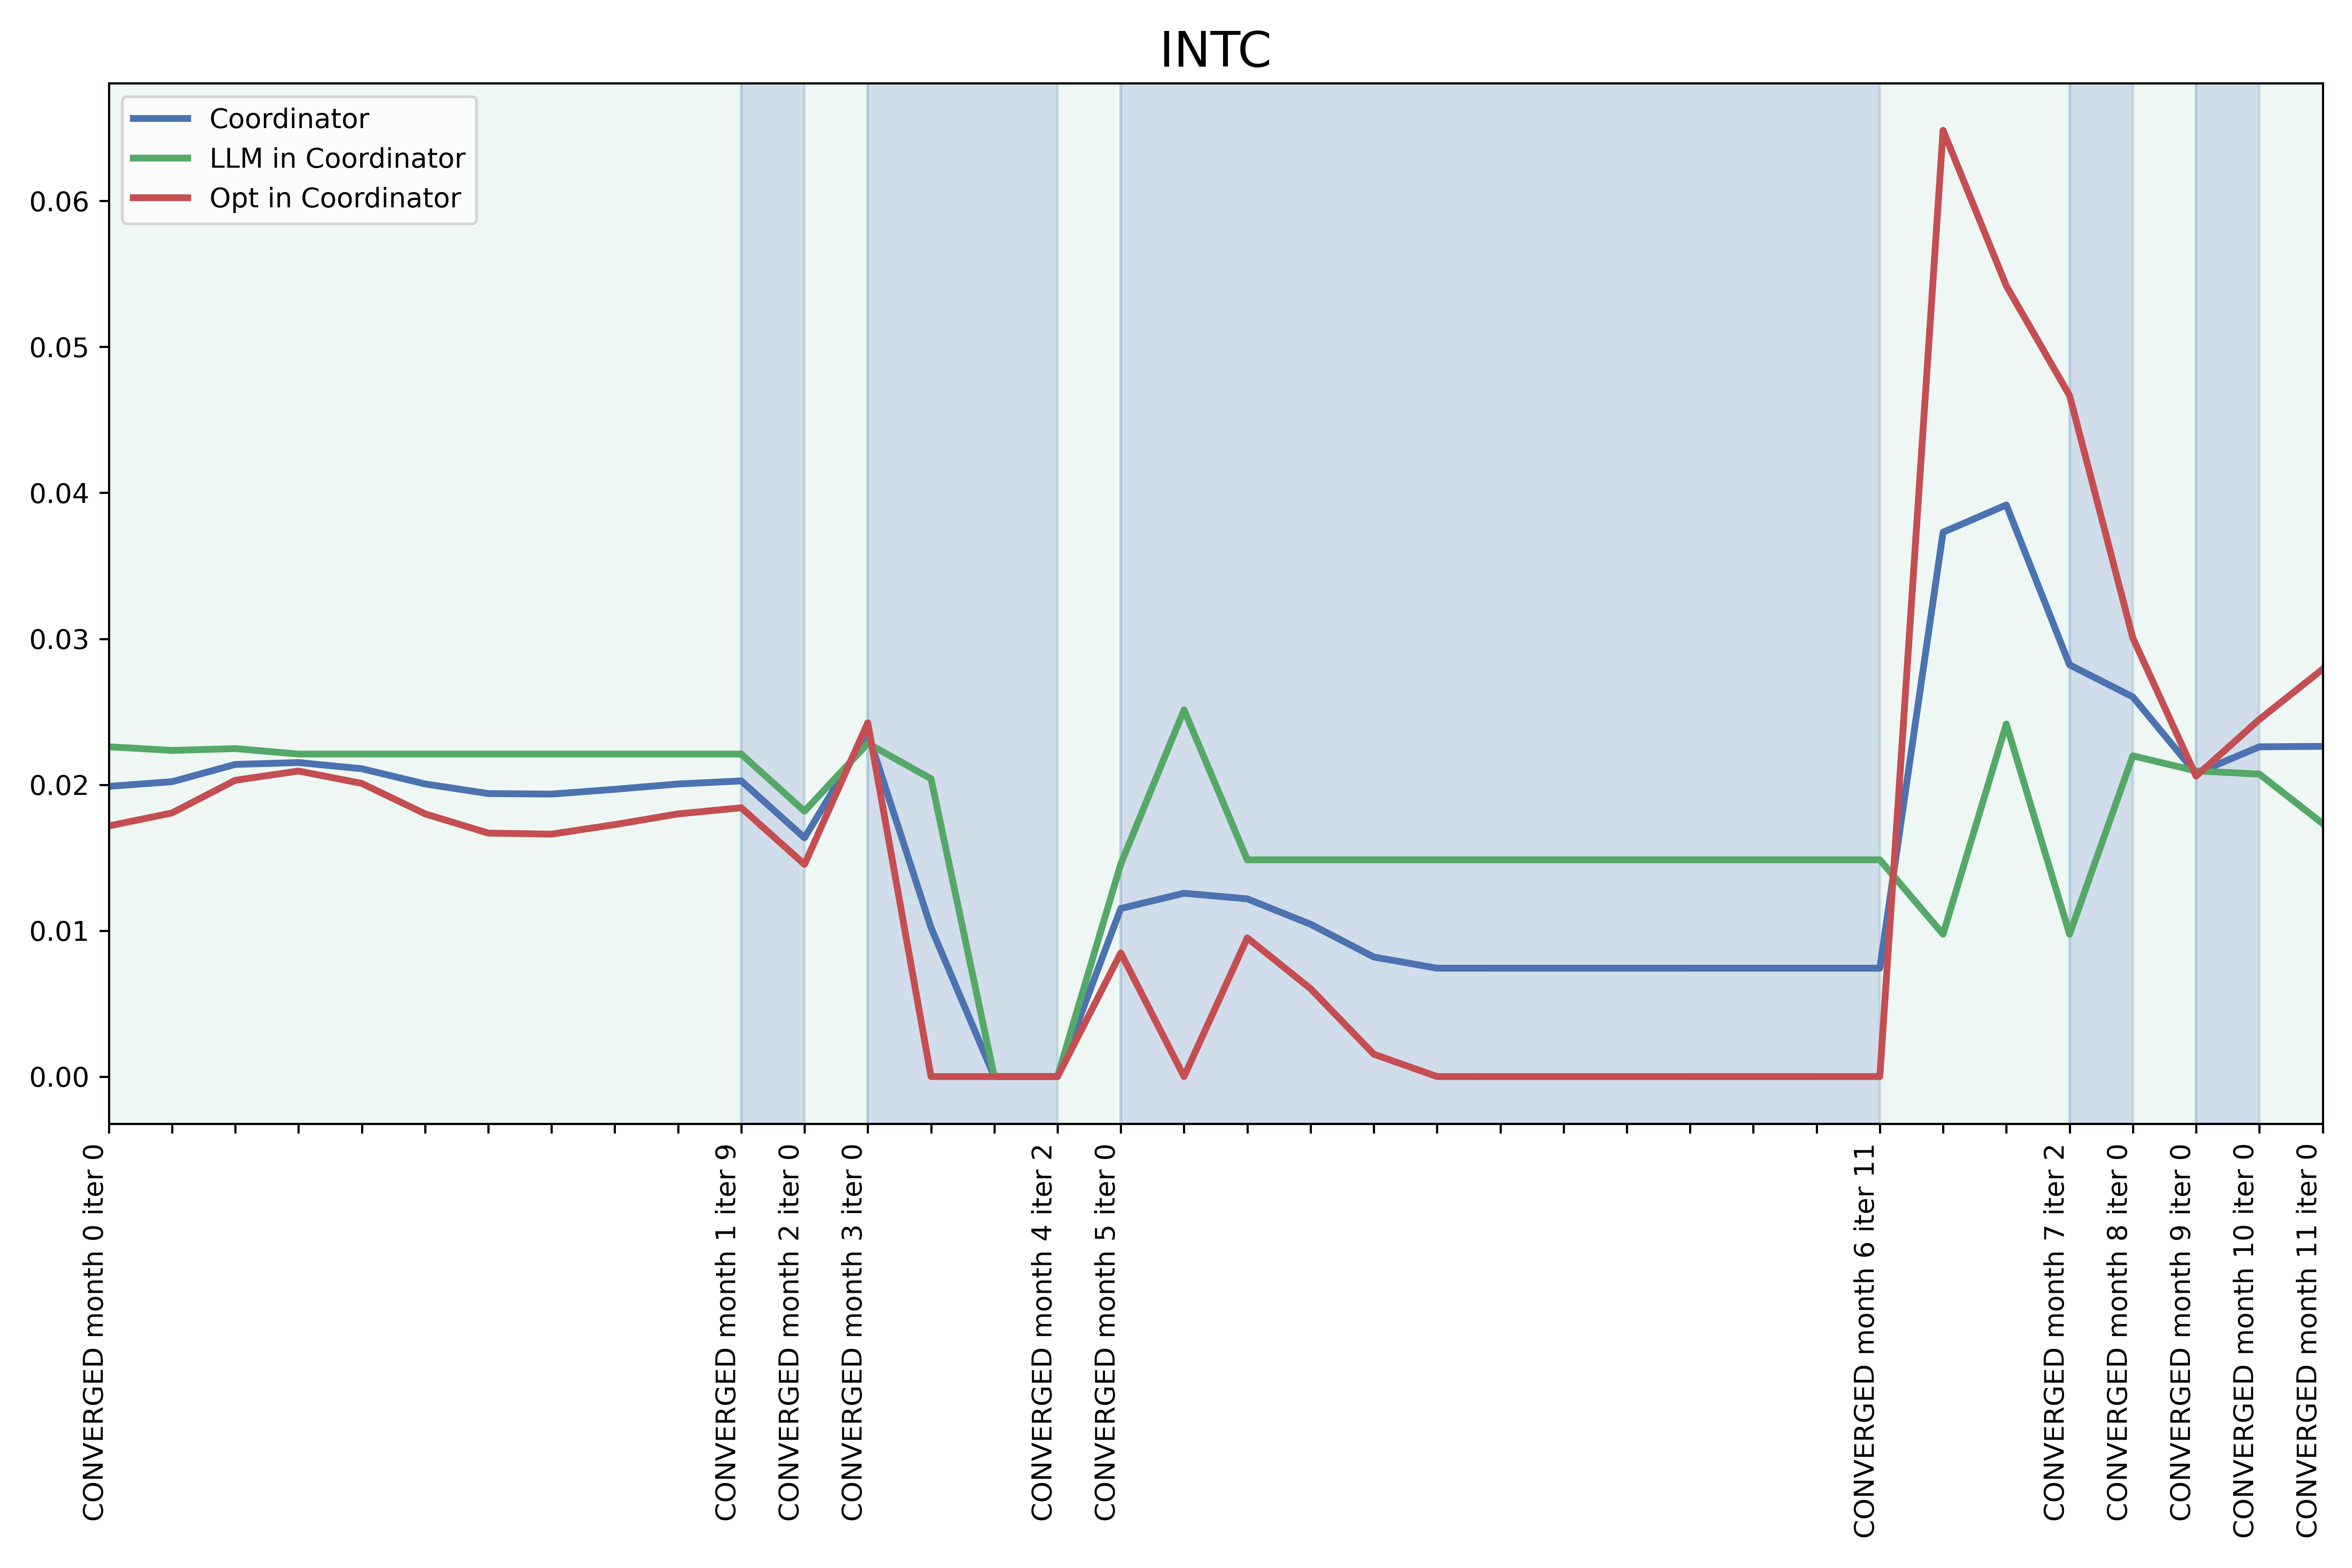 INTC
Coordinator
LLM in Coordinator
Opt in Coordinator
0.06
0.05
0.04
0.03
0.02
0.01
0.00
CONVERGED month 0 iter 0
CONVERGED month 1 iter 9
CONVERGED month 2 iter 0
CONVERGED month 3 iter 0
CONVERGED month 4 iter 2
CONVERGED month 5 iter 0
CONVERGED month 6 iter 11
CONVERGED month 7 iter 2
CONVERGED month 8 iter 0
CONVERGED month 9 iter 0
CONVERGED month 10 iter 0
CONVERGED month 11 iter 0